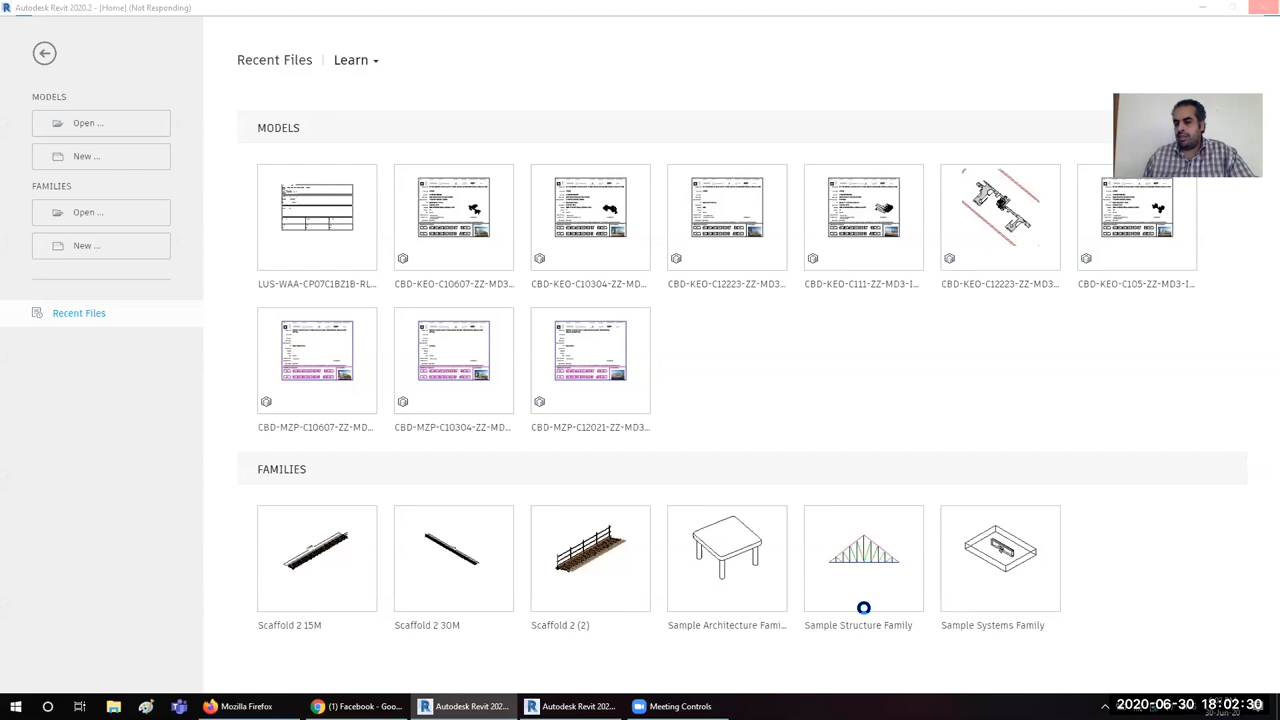 Autodesk Revit 2020.2 - [Home] (Not Responding)
Recent Files
Learn
MODELS
Open ...
New ...
FAMILIES
Open ...
New ...
Recent Files
MODELS
LUS-WAA-CP07C1BZ1B-RL...
CBD-KEO-C10607-ZZ-MD3...
CBD-KEO-C10304-ZZ-MD...
CBD-KEO-C12223-ZZ-MD3...
CBD-KEO-C111-ZZ-MD3-I...
CBD-KEO-C12223-ZZ-MD3...
CBD-KEO-C105-ZZ-MD3-I...
CBD-MZP-C10607-ZZ-MD...
CBD-MZP-C10304-ZZ-MD...
CBD-MZP-C12021-ZZ-MD3...
FAMILIES
Scaffold 2 15M
Scaffold 2 30M
Scaffold 2 (2)
Sample Architecture Fami...
Sample Structure Family
Sample Systems Family
Mozilla Firefox
(1) Facebook - Goo...
Autodesk Revit 202...
Autodesk Revit 202...
Meeting Controls
2020-06-30 18:02:30
30-Jun-20